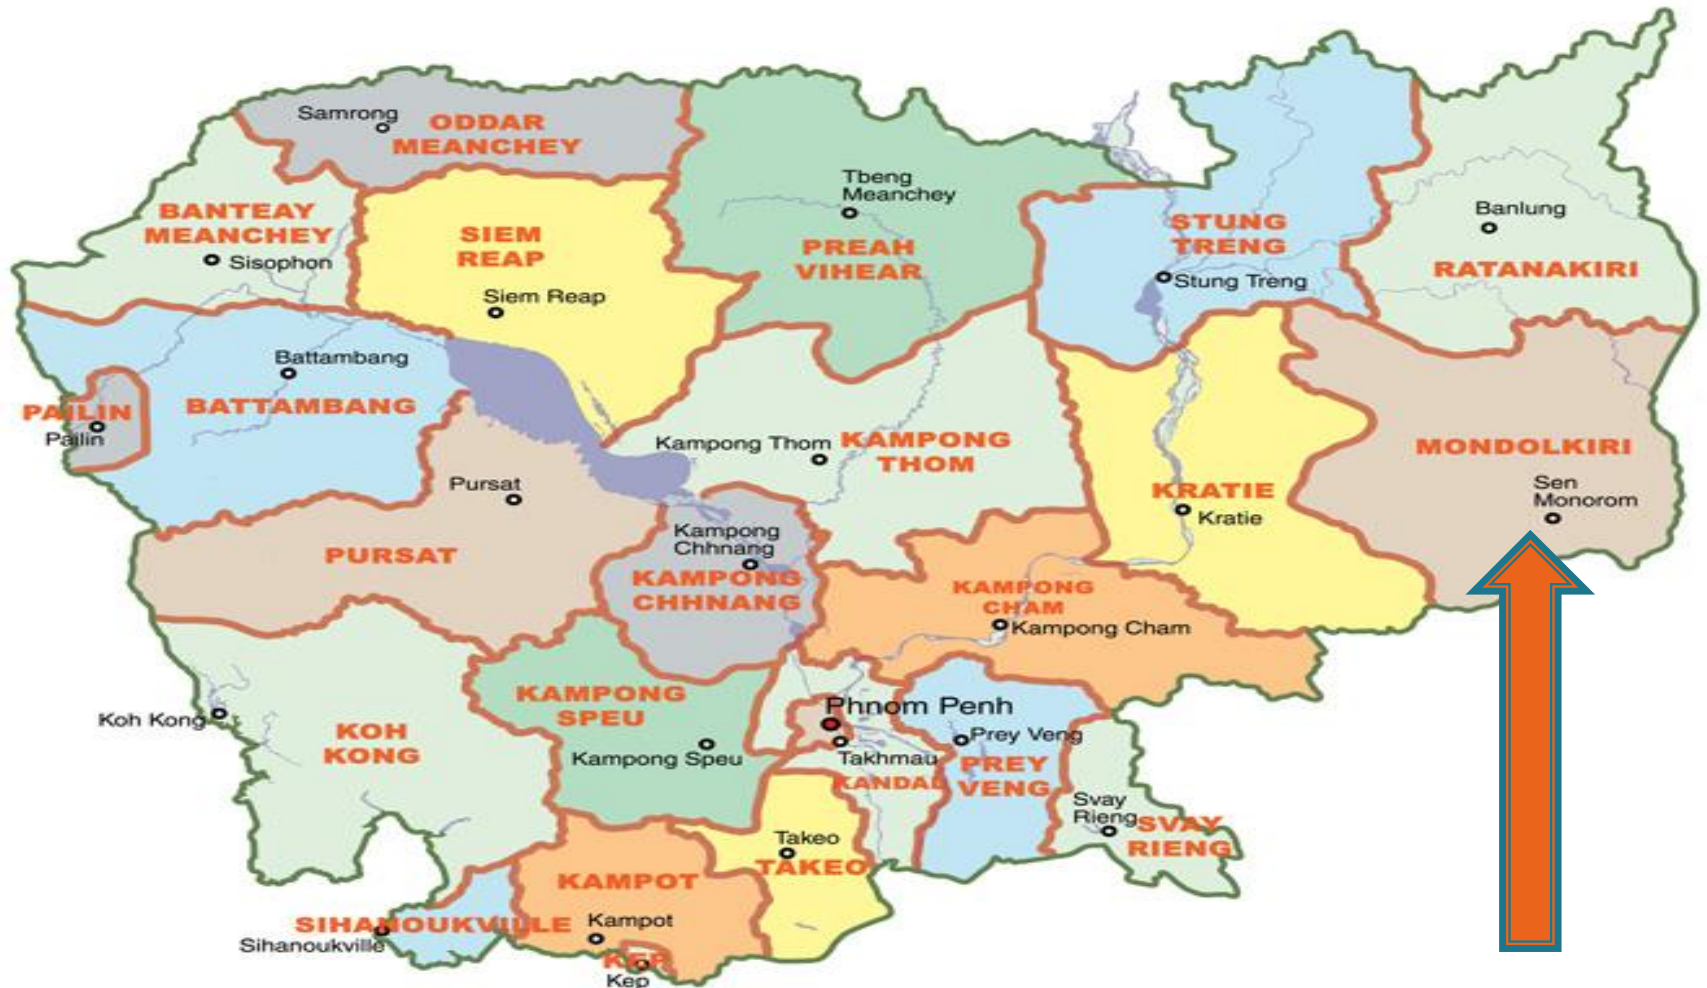 Samrong
ODDAR
MEANCHEY
BANTEAY
MEANCHEY
Sisophon
SIEM
REAP
Siem Reap
Tbeng
Meanchey
PREAH
VIHEAR
STUNG
TRENG
Stung Treng
Banlung
RATANAKIRI
Battambang
BATTAMBANG
PAILIN
Pailin
Pursat
PURSAT
Kampong Thom
KAMPONG
THOM
Kampong
Chhnang
KAMPONG
CHHNANG
KRATIE
Kratie
MONDOLKIRI
Sen
Monorom
KAMPONG
CHAM
Kampong Cham
Koh Kong
KOH
KONG
KAMPONG
SPEU
Kampong Speu
Phnom Penh
Takhmau
KANDAL
Prey Veng
PREY
VENG
Svay
Rieng
SVAY
RIENG
Takeo
TAKEO
KAMPOT
Kampot
SIHANOUKVILLE
Sihanoukville
KEP
Kep